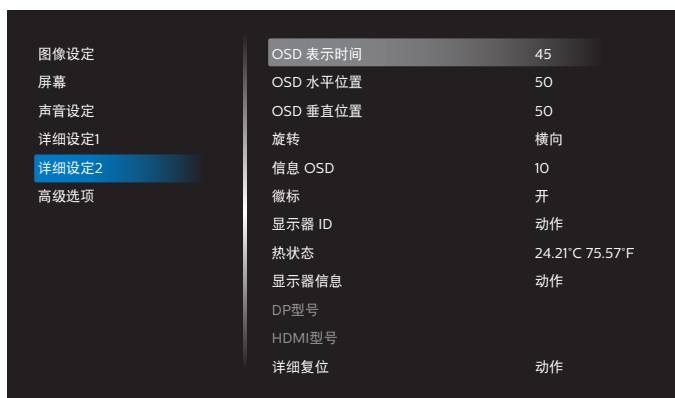 图像设定
屏幕
声音设定
详细设定1
详细设定2
高级选项
OSD 表示时间 45
OSD 水平位置 50
OSD 垂直位置 50
旋转 横向
信息 OSD 10
徽标 开
显示器 ID 动作
热状态 24.21°C 75.57°F
显示器信息 动作
DP型号
HDMI型号
详细复位 动作